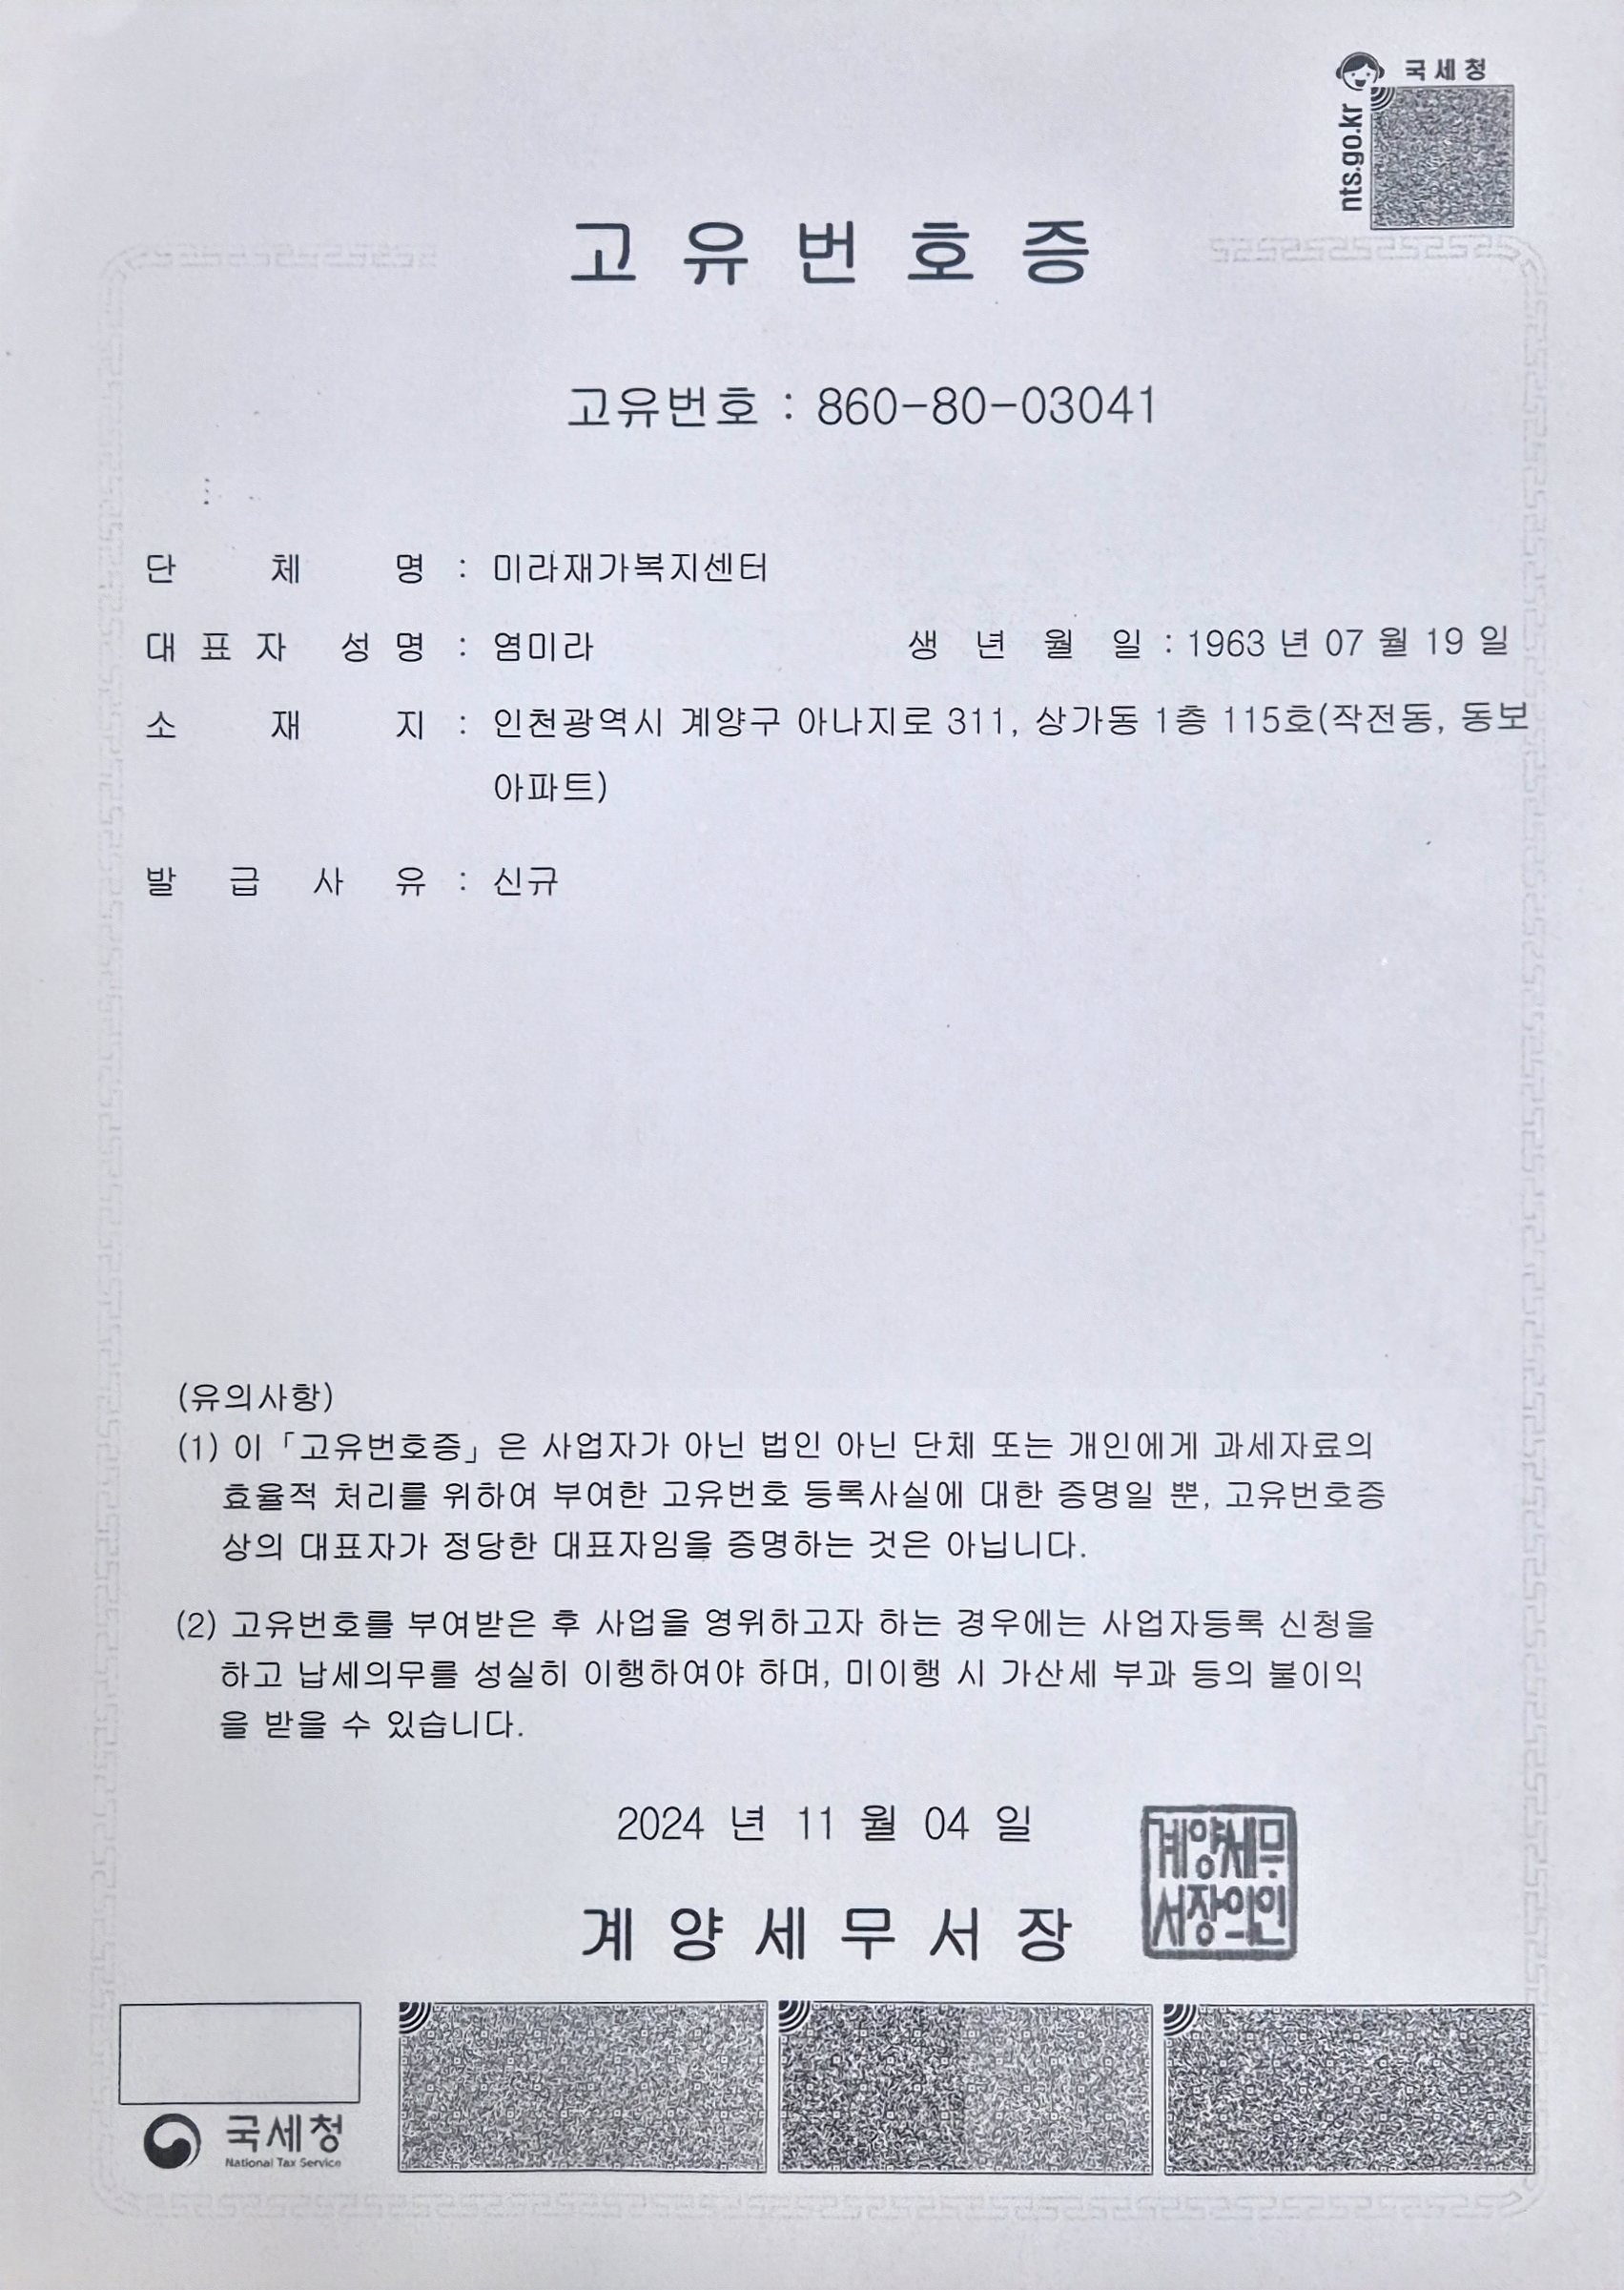 국세청
nts.go.kr
고유번호증
고유번호 : 860-80-03041
단체명 : 미라재가복지센터
대표자 성명 : 염미라 생년월일 : 1963 년 07 월 19 일
소재지 : 인천광역시 계양구 아나지로 311, 상가동 1층 115호(작전동, 동보
아파트)
발급사유 : 신규
(유의사항)
(1) 이「고유번호증」은 사업자가 아닌 법인 아닌 단체 또는 개인에게 과세자료의
효율적 처리를 위하여 부여한 고유번호 등록사실에 대한 증명일 뿐, 고유번호증
상의 대표자가 정당한 대표자임을 증명하는 것은 아닙니다.
(2) 고유번호를 부여받은 후 사업을 영위하고자 하는 경우에는 사업자등록 신청을
하고 납세의무를 성실히 이행하여야 하며, 미이행 시 가산세 부과 등의 불이익
을 받을 수 있습니다.
2024 년 11 월 04 일
계양세무서장
계양세무
서장의인
국세청
National Tax Service